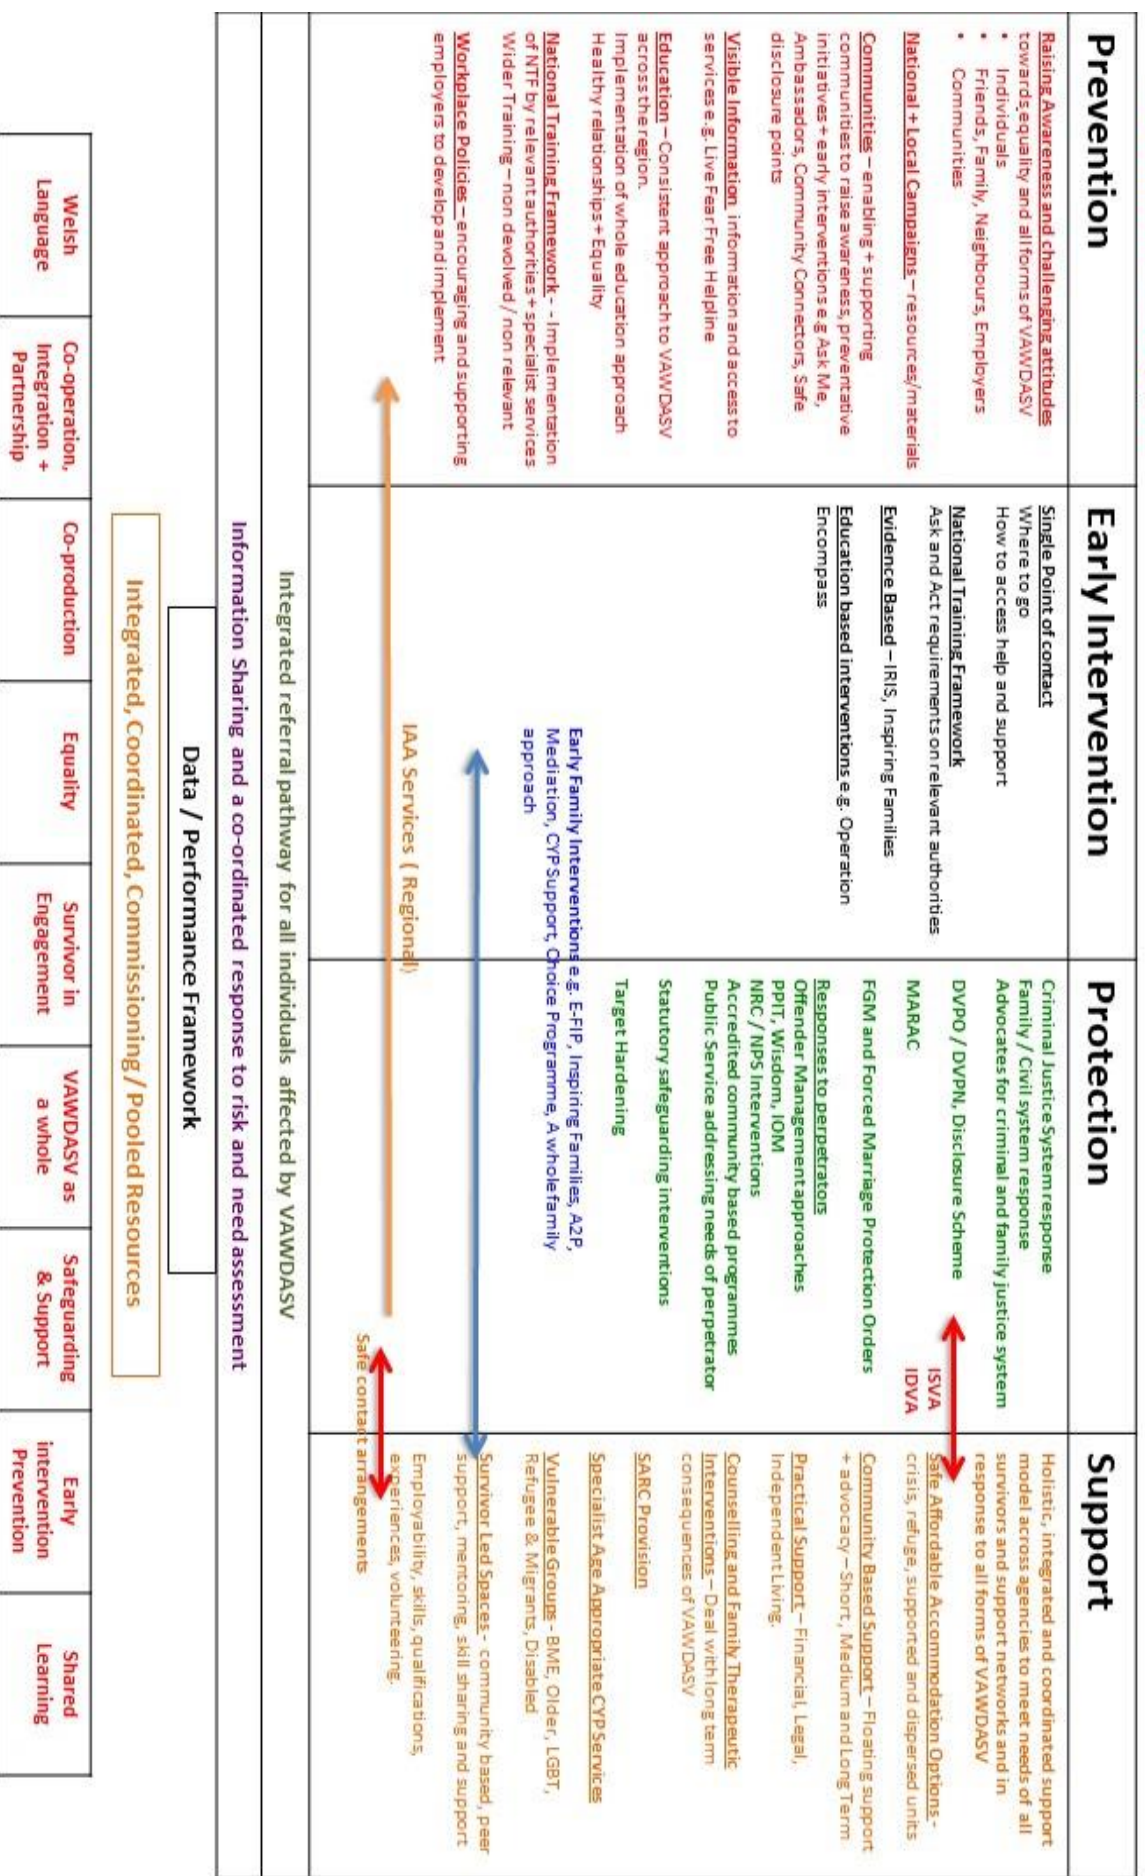 Prevention
Raising Awareness and challenging attitudes
towards equality and all forms of VAWDASV
• Individuals
• Friends, Family, Neighbours, Employers
• Communities
National + Local Campaigns – resources/materials
Communities – enabling + supporting
communities to raise awareness, preventative
initiatives + early interventions e.g Ask Me,
Ambassadors, Community Connectors, Safe
disclosure points
Visible Information information and access to
services e.g. Live Fear Free Helpline
Education – Consistent approach to VAWDASV
across the region.
Implementation of whole education approach
Healthy relationships + Equality
National Training Framework - - Implementation
of NTF by relevant authorities + specialist services
Wider Training – non devolved / non relevant
Workplace Policies – encouraging and supporting
employers to develop and implement
Early Intervention
Single Point of contact
Where to go
How to access help and support
National Training Framework
Ask and Act requirements on relevant authorities
Evidence Based – IRIS, Inspiring Families
Education based interventions e.g. Operation
Encompass
Early Family Interventions e.g. E-FIP, Inspiring Families, A2P,
Mediation, CYP Support, Choice Programme, A whole family
approach
IAA Services ( Regional)
Protection
Criminal Justice System response
Family / Civil system response
Advocates for criminal and family justice system
DVPO / DVPN, Disclosure Scheme
MARAC
ISVA
IDVA
FGM and Forced Marriage Protection Orders
Responses to perpetrators
Offender Management approaches
PPIT, Wisdom, IOM
NRC / NPS Interventions
Accredited community based programmes
Public Service addressing needs of perpetrator
Statutory safeguarding interventions
Target Hardening
Safe contact arrangements
Support
Holistic, integrated and coordinated support
model across agencies to meet needs of all
survivors and support networks and in
response to all forms of VAWDASV
Safe Affordable Accommodation Options -
crisis, refuge, supported and dispersed units
Community Based Support – Floating support
+ advocacy – Short, Medium and Long Term
Practical Support – Financial, Legal,
Independent Living.
Counselling and Family Therapeutic
Interventions – Deal with long term
consequences of VAWDASV
SARC Provision
Specialist Age Appropriate CYP Services
Vulnerable Groups - BME, Older, LGBT,
Refugee & Migrants, Disabled
Survivor Led Spaces - community based, peer
support, mentoring, skill sharing and support
Employability, skills, qualifications,
experiences, volunteering.
Integrated referral pathway for all individuals affected by VAWDASV
Information Sharing and a co-ordinated response to risk and need assessment
Data / Performance Framework
Integrated, Coordinated, Commissioning / Pooled Resources
Welsh
Language
Co-operation,
Integration +
Partnership
Co-production
Equality
Survivor in
Engagement
VAWDASV as
a whole
Safeguarding
& Support
Early
intervention
Prevention
Shared
Learning